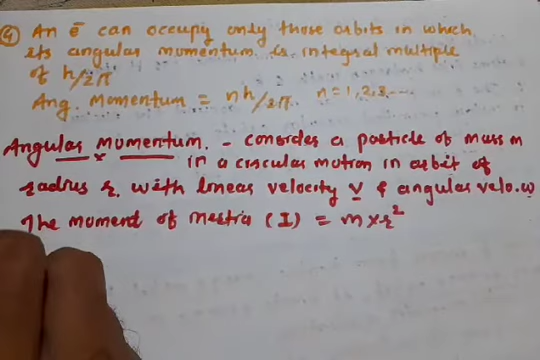 ④ An e̅ can occupy only those orbits in which
its angular momentum is integral multiple
of h/2π
Ang. Momentum = nh/2π n=1,2,3....
Angular Momentum. - consider a particle of mass m
in a circular motion in orbit of
radius r. with linear velocity v & angular velo. ω
The moment of inertia (I) = m×r²